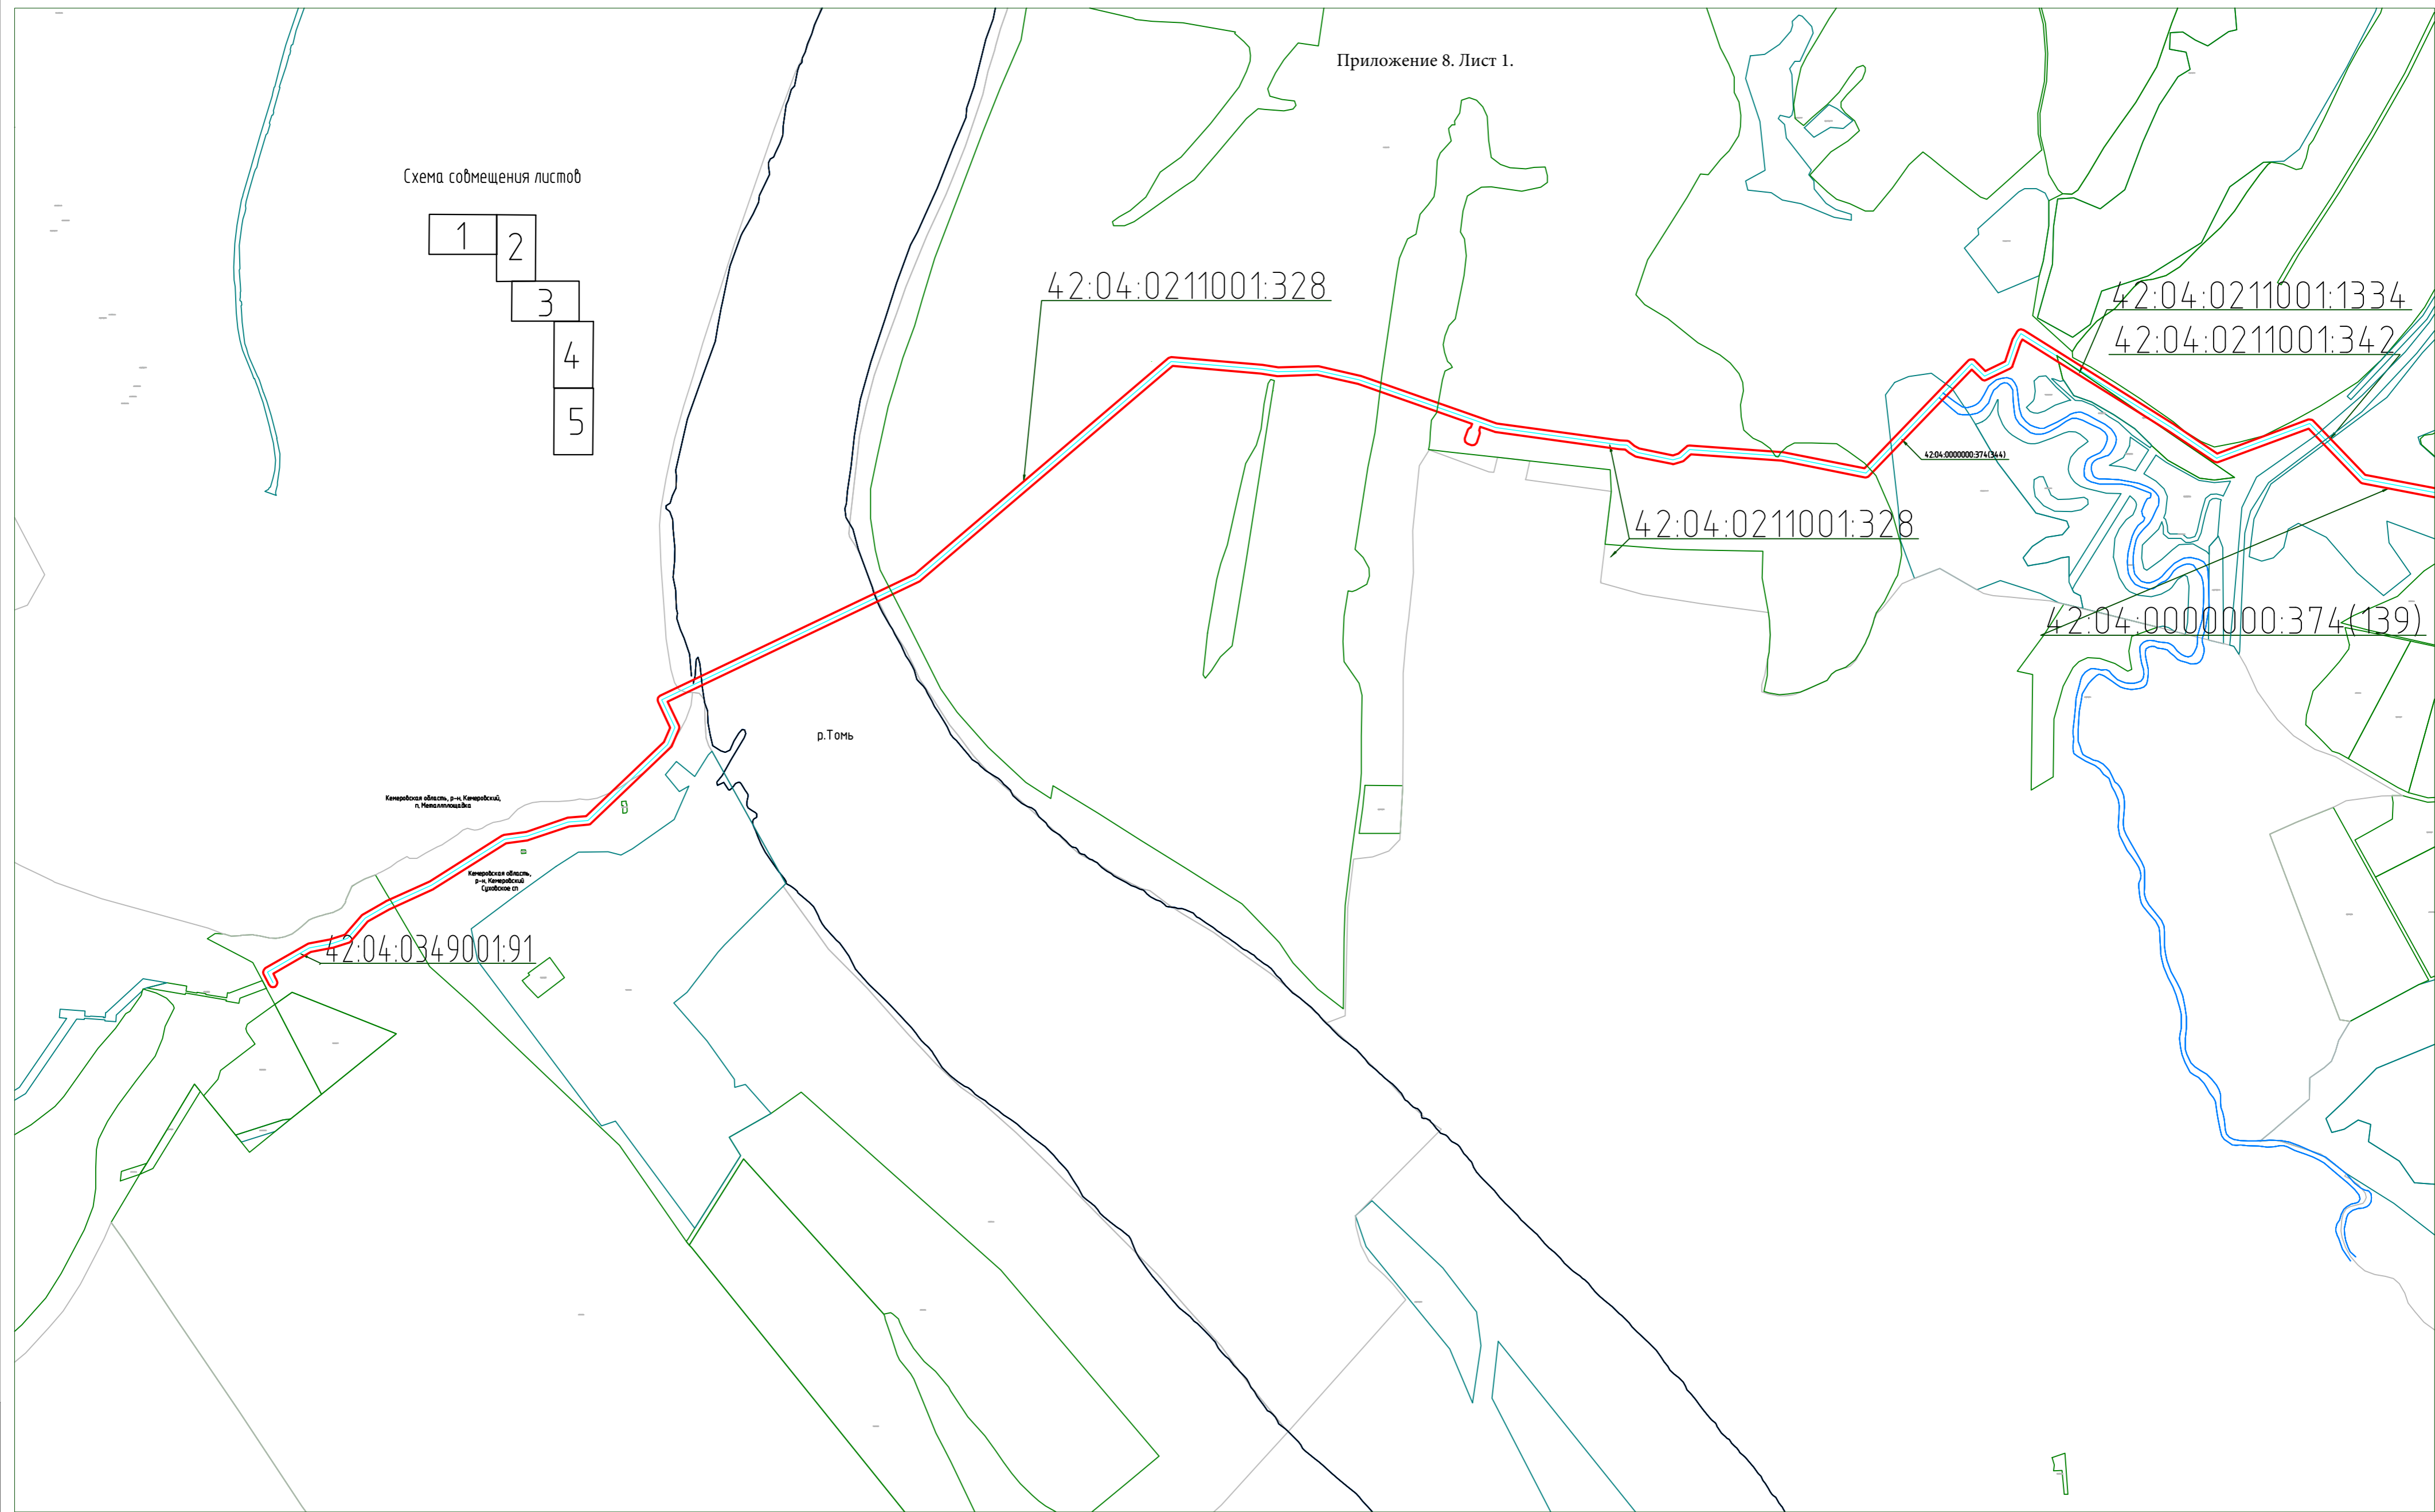 Приложение 8. Лист 1.
Схема совмещения листов
1
2
3
4
5
42:04:0211001:328
42:04:0211001:1334
42:04:0211001:342
42:04:0000000:374(344)
42:04:0211001:328
42:04:0000000:374(139)
р.Томь
Кемеровская область, р-н. Кемеровский,
п. Металлплощадка
Кемеровская область,
р-н. Кемеровский
Суховское сп
42:04:0349001:91